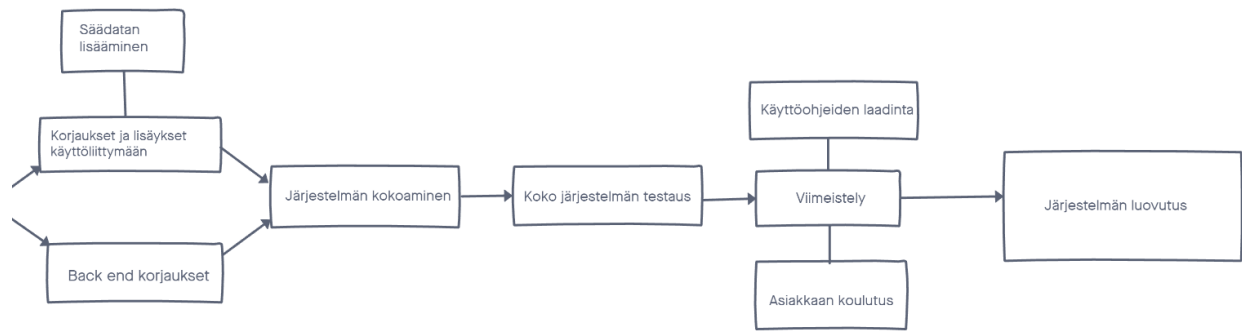 Säädatan
lisääminen
Korjaukset ja lisäykset
käyttöliittymään
Back end korjaukset
Järjestelmän kokoaminen
Koko järjestelmän testaus
Käyttöohjeiden laadinta
Viimeistely
Asiakkaan koulutus
Järjestelmän luovutus